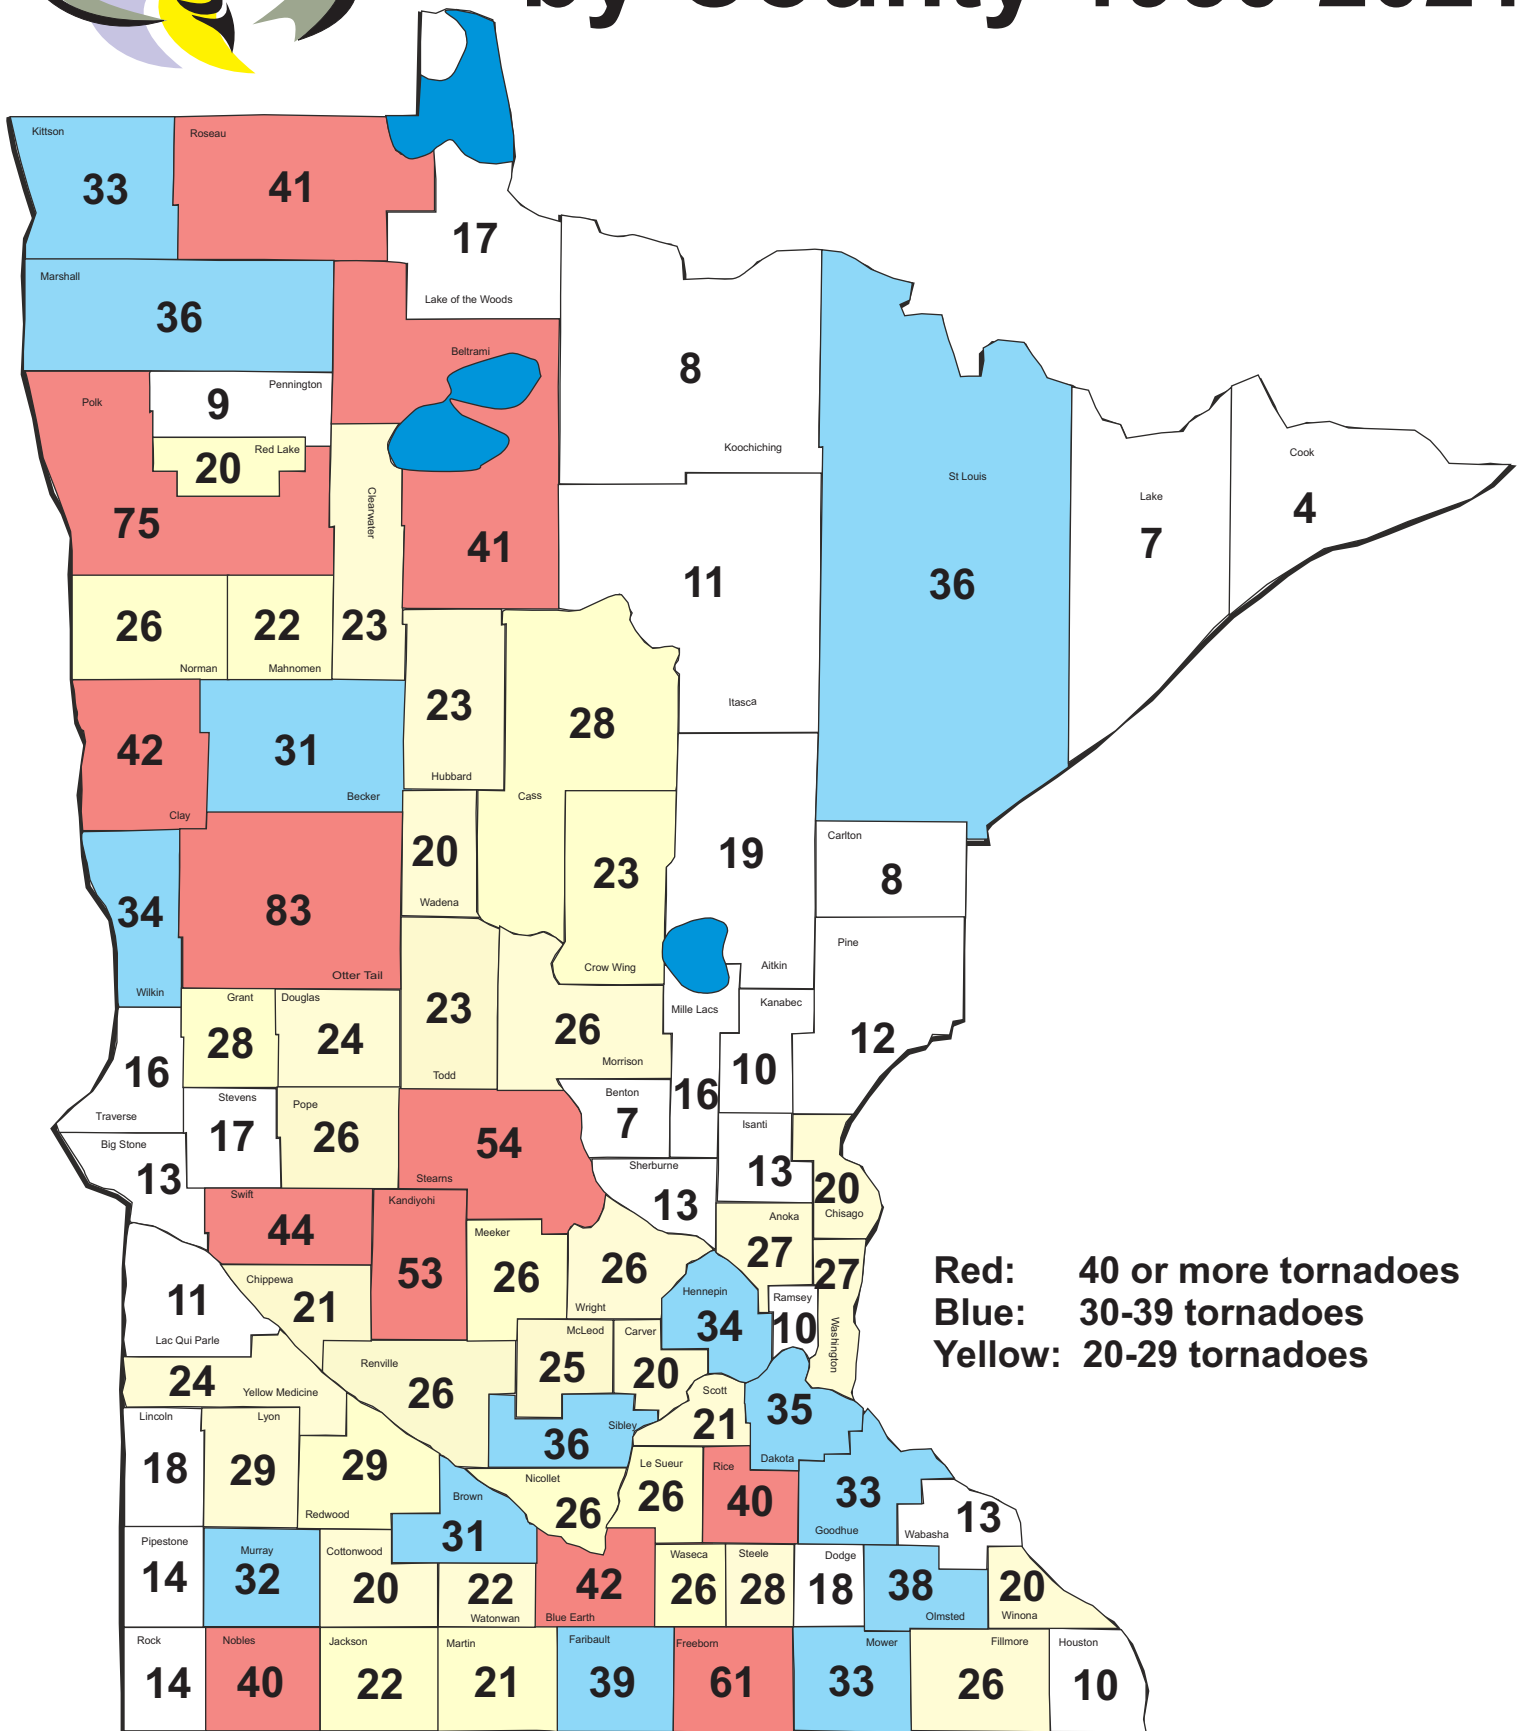 by County 1950-2021
Kittson
33
Roseau
41
17
Lake of the Woods
Marshall
36
Beltrami
41
8
Koochiching
St Louis
36
Lake
7
Cook
4
Polk
75
9
Pennington
Red Lake
20
Clearwater
23
11
Itasca
26
Norman
22
Mahnomen
42
Clay
31
Becker
23
Hubbard
28
Cass
20
Wadena
23
Crow Wing
19
Aitkin
Carlton
8
34
Wilkin
83
Otter Tail
Pine
12
Grant
28
Douglas
24
23
Todd
26
Morrison
Mille Lacs
16
Kanabec
10
16
Traverse
Stevens
17
Pope
26
54
Stearns
Benton
7
Isanti
13
Big Stone
13
Sherburne
13
20
Chisago
Swift
44
Kandiyohi
53
Meeker
26
26
Wright
Anoka
27
27
Washington
Red: 40 or more tornadoes
Blue: 30-39 tornadoes
Yellow: 20-29 tornadoes
11
Lac Qui Parle
Chippewa
21
Hennepin
34
Ramsey
10
McLeod
25
Carver
20
24
Yellow Medicine
Renville
26
Scott
21
35
Dakota
Sibley
36
Lincoln
18
Lyon
29
29
Redwood
Nicollet
26
Le Sueur
26
Rice
40
33
Goodhue
13
Wabasha
Brown
31
Pipestone
14
Murray
32
Cottonwood
20
22
Watonwan
42
Blue Earth
Waseca
26
Steele
28
Dodge
18
38
Olmsted
20
Winona
Rock
14
Nobles
40
Jackson
22
Martin
21
Faribault
39
Freeborn
61
Mower
33
Fillmore
26
Houston
10